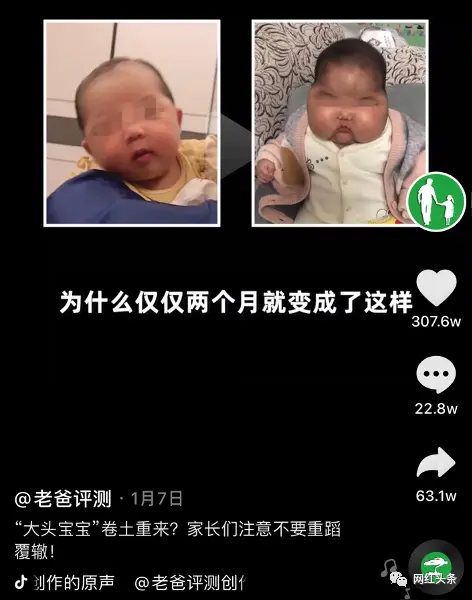 为什么仅仅两个月就变成了这样
307.6w
22.8w
63.1w
@老爸评测 · 1月7日
“大头宝宝”卷土重来？家长们注意不要重蹈
覆辙！
创作的原声 @老爸评测创作
网红头条